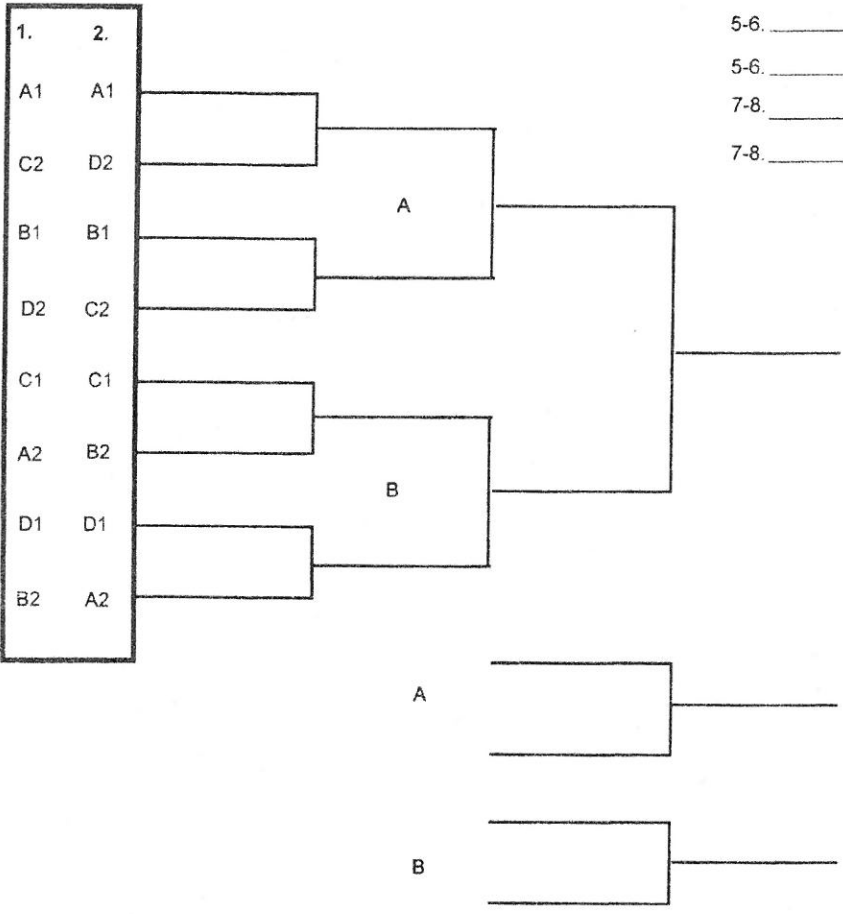 1. 2.
A1 A1
C2 D2
B1 B1
D2 C2
C1 C1
A2 B2
D1 D1
B2 A2
A
B
A
B
5-6.
5-6.
7-8.
7-8.